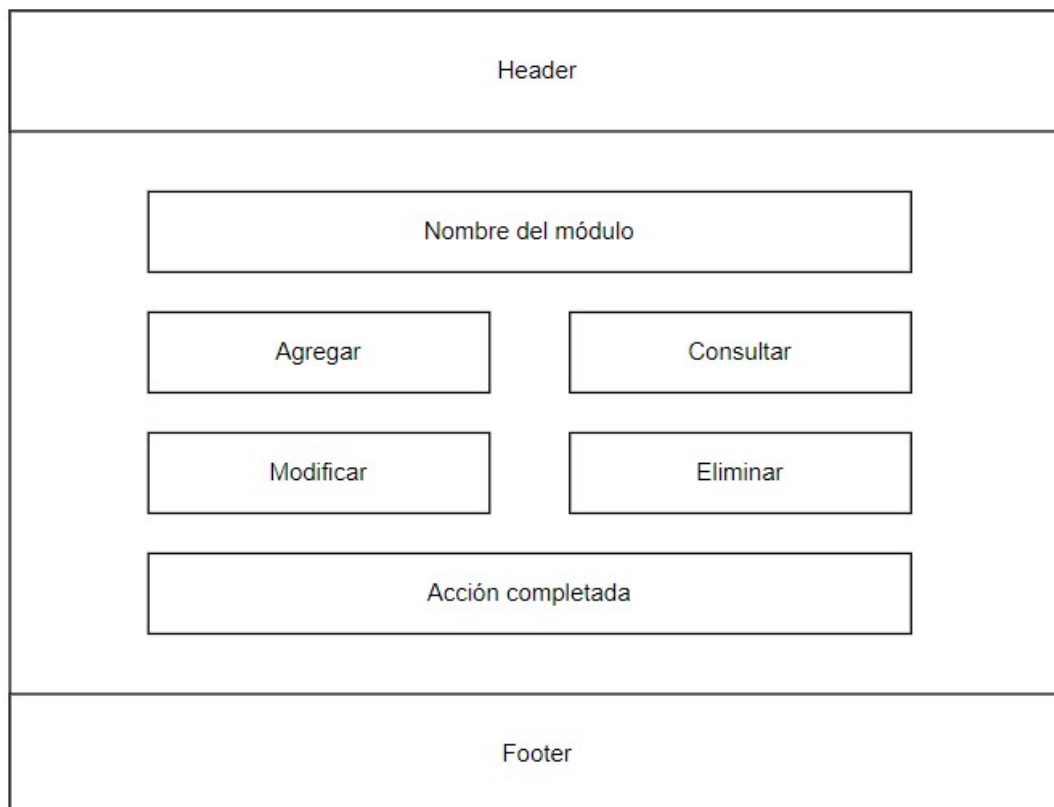 Header
Nombre del módulo
Agregar
Consultar
Modificar
Eliminar
Acción completada
Footer